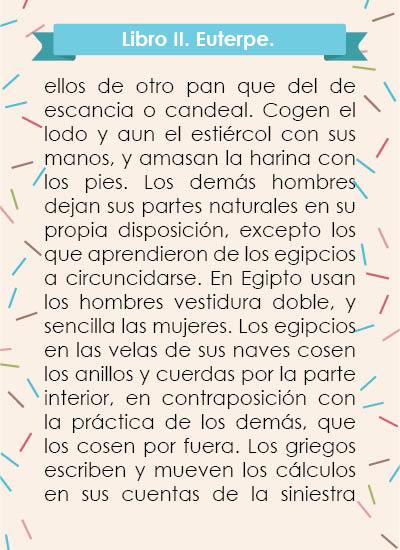 Libro II. Euterpe.
ellos de otro pan que del de
escancia o candeal. Cogen el
lodo y aun el estiércol con sus
manos, y amasan la harina con
los pies. Los demás hombres
dejan sus partes naturales en su
propia disposición, excepto los
que aprendieron de los egipcios
a circuncidarse. En Egipto usan
los hombres vestidura doble, y
sencilla las mujeres. Los egipcios
en las velas de sus naves cosen
los anillos y cuerdas por la parte
interior, en contraposición con
la práctica de los demás, que
los cosen por fuera. Los griegos
escriben y mueven los cálculos
en sus cuentas de la siniestra